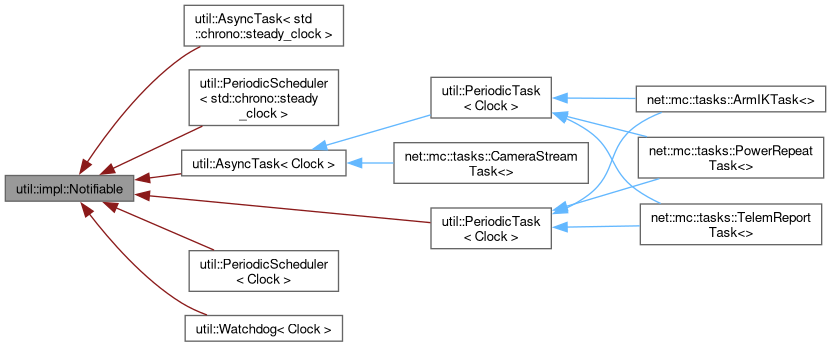 util::AsyncTask< std
::chrono::steady_clock >
util::PeriodicScheduler
< std::chrono::steady
_clock >
util::PeriodicTask
< Clock >
net::mc::tasks::ArmIKTask<>
util::AsyncTask< Clock >
net::mc::tasks::CameraStream
Task<>
net::mc::tasks::PowerRepeat
Task<>
util::impl::Notifiable
util::PeriodicTask
< Clock >
net::mc::tasks::TelemReport
Task<>
util::PeriodicScheduler
< Clock >
util::Watchdog< Clock >